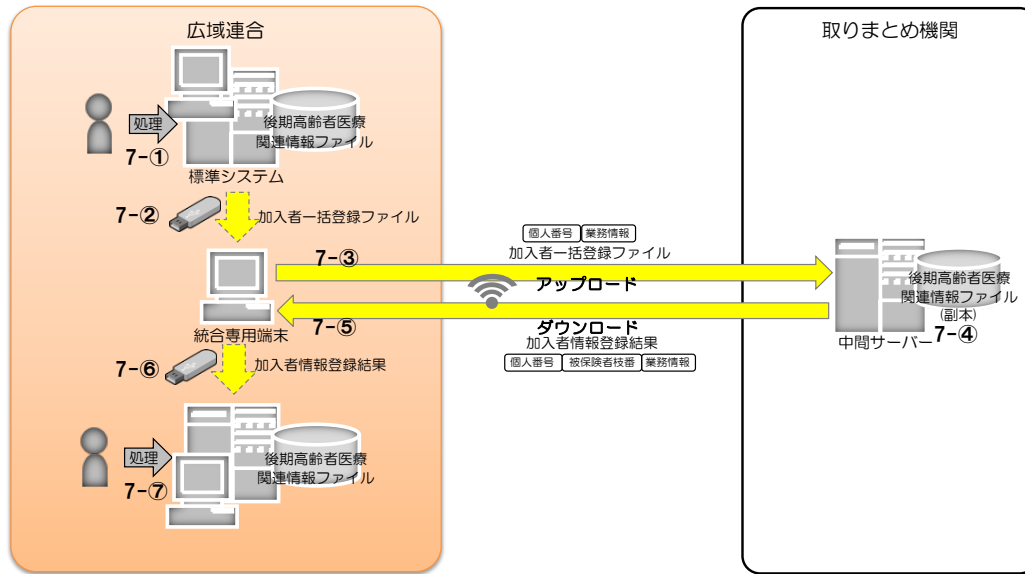 広域連合
取りまとめ機関
処理
7-①
後期高齢者医療
関連情報ファイル
標準システム
7-②
加入者一括登録ファイル
7-③
個人番号 業務情報
加入者一括登録ファイル
アップロード
後期高齢者医療
関連情報ファイル
(副本)
7-④
中間サーバー
7-⑤
統合専用端末
ダウンロード
加入者情報登録結果
個人番号 被保険者枝番 業務情報
7-⑥
加入者情報登録結果
処理
7-⑦
後期高齢者医療
関連情報ファイル